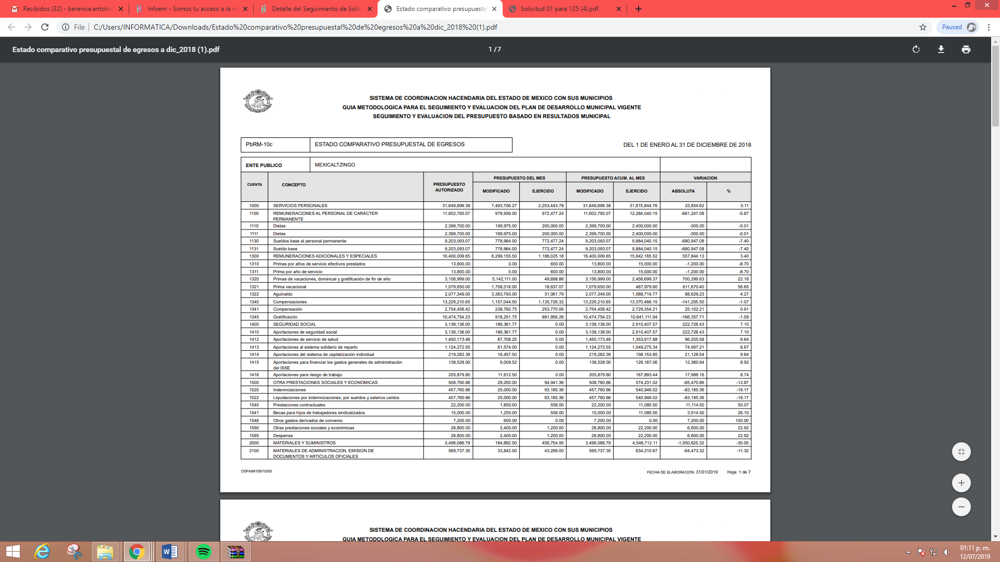 Recibidos (32) - berenice.antolin
Infoem - Somos tu acceso a la in
Detalle del Seguimiento de Solic
Estado comparativo presupuesta
Solicitud 01 para 125 (4).pdf
File | C:/Users/INFORMATICA/Downloads/Estado%20comparativo%20presupuestal%20de%20egresos%20a%20dic_2018%20(1).pdf
Paused
Estado comparativo presupuestal de egresos a dic_2018 (1).pdf
1 / 7
SISTEMA DE COORDINACION HACENDARIA DEL ESTADO DE MEXICO CON SUS MUNICIPIOS
GUIA METODOLOGICA PARA EL SEGUIMIENTO Y EVALUACION DEL PLAN DE DESARROLLO MUNICIPAL VIGENTE
SEGUIMIENTO Y EVALUACION DEL PRESUPUESTO BASADO EN RESULTADOS MUNICIPAL
PbRM-10c ESTADO COMPARATIVO PRESUPUESTAL DE EGRESOS DEL 1 DE ENERO AL 31 DE DICIEMBRE DE 2018
ENTE PUBLICO MEXICALTZINGO
CUENTA CONCEPTO PRESUPUESTO AUTORIZADO PRESUPUESTO DEL MES PRESUPUESTO ACUM. AL MES VARIACION
MODIFICADO EJERCIDO MODIFICADO EJERCIDO ABSOLUTA %
1000 SERVICIOS PERSONALES 31,649,699.38 7,493,706.27 2,253,443.78 31,649,699.38 31,615,844.76 33,854.62 0.11
1100 REMUNERACIONES AL PERSONAL DE CARÁCTER 11,602,793.07 978,939.00 972,477.24 11,602,793.07 12,284,040.15 -681,247.08 -5.87
PERMANENTE
1110 Dietas 2,399,700.00 199,975.00 200,000.00 2,399,700.00 2,400,000.00 -300.00 -0.01
1111 Dietas 2,399,700.00 199,975.00 200,000.00 2,399,700.00 2,400,000.00 -300.00 -0.01
1130 Sueldos base al personal permanente 9,203,093.07 778,964.00 772,477.24 9,203,093.07 9,884,040.15 -680,947.08 -7.40
1131 Sueldo base 9,203,093.07 778,964.00 772,477.24 9,203,093.07 9,884,040.15 -680,947.08 -7.40
1300 REMUNERACIONES ADICIONALES Y ESPECIALES 16,400,009.65 6,299,155.50 1,186,025.18 16,400,009.65 15,842,165.52 557,844.13 3.40
1310 Primas por años de servicio efectivos prestados 13,800.00 0.00 600.00 13,800.00 15,000.00 -1,200.00 -8.70
1311 Prima por año de servicio 13,800.00 0.00 600.00 13,800.00 15,000.00 -1,200.00 -8.70
1320 Primas de vacaciones, dominical y gratificación de fin de año 3,156,999.00 5,142,111.00 49,698.86 3,156,999.00 2,456,699.37 700,299.63 22.18
1321 Prima vacacional 1,079,650.00 1,758,318.00 18,637.07 1,079,650.00 467,979.60 611,670.40 56.65
1322 Aguinaldo 2,077,349.00 3,383,793.00 31,061.79 2,077,349.00 1,988,719.77 88,629.23 4.27
1340 Compensaciones 13,229,210.65 1,157,044.50 1,135,726.32 13,229,210.65 13,370,466.15 -141,255.50 -1.07
1341 Compensación 2,754,456.42 238,792.75 253,770.06 2,754,456.42 2,729,354.21 25,102.21 0.91
1345 Gratificación 10,474,754.23 918,251.75 881,956.26 10,474,754.23 10,641,111.94 -166,357.71 -1.59
1400 SEGURIDAD SOCIAL 3,138,136.00 186,361.77 0.00 3,138,136.00 2,915,407.57 222,728.43 7.10
1410 Aportaciones de seguridad social 3,138,136.00 186,361.77 0.00 3,138,136.00 2,915,407.57 222,728.43 7.10
1412 Aportaciones de servicio de salud 1,450,173.46 87,708.25 0.00 1,450,173.46 1,353,917.88 96,255.58 6.64
1413 Aportaciones al sistema solidario de reparto 1,124,272.55 61,574.00 0.00 1,124,272.55 1,049,275.34 74,997.21 6.67
1414 Aportaciones del sistema de capitalización individual 219,282.39 16,457.50 0.00 219,282.39 198,153.85 21,128.54 9.64
1415 Aportaciones para financiar los gastos generales de administración 138,528.00 9,009.52 0.00 138,528.00 126,167.06 12,360.94 8.92
del ISSE
1416 Aportaciones para riesgo de trabajo 205,879.60 11,612.50 0.00 205,879.60 187,893.44 17,986.16 8.74
1500 OTRA PRESTACIONES SOCIALES Y ECONOMICAS 508,760.66 29,250.00 94,941.36 508,760.66 574,231.52 -65,470.86 -12.87
1520 Indemnizaciones 457,760.66 25,000.00 93,185.36 457,760.66 540,946.02 -83,185.36 -18.17
1522 Liquidaciones por indemnizaciones, por sueldos y salarios caídos 457,760.66 25,000.00 93,185.36 457,760.66 540,946.02 -83,185.36 -18.17
1540 Prestaciones contractuales 22,200.00 1,850.00 556.00 22,200.00 11,085.50 11,114.50 50.07
1541 Becas para hijos de trabajadores sindicalizados 15,000.00 1,250.00 556.00 15,000.00 11,085.50 3,914.50 26.10
1546 Otros gastos derivados de convenio 7,200.00 600.00 0.00 7,200.00 0.00 7,200.00 100.00
1590 Otras prestaciones sociales y económicas 28,800.00 2,400.00 1,200.00 28,800.00 22,200.00 6,600.00 22.92
1595 Despensa 28,800.00 2,400.00 1,200.00 28,800.00 22,200.00 6,600.00 22.92
2000 MATERIALES Y SUMINISTROS 3,496,086.79 184,892.50 456,754.95 3,496,086.79 4,546,712.11 -1,050,625.32 -30.05
2100 MATERIALES DE ADMINISTRACION, EMISION DE 569,737.35 33,842.00 43,299.00 569,737.35 634,210.67 -64,473.32 -11.32
DOCUMENTOS Y ARTICULOS OFICIALES
OSFAIM109/10/05 FECHA DE ELABORACION: 31/01/2019 Hoja: 1 de 7
SISTEMA DE COORDINACION HACENDARIA DEL ESTADO DE MEXICO CON SUS MUNICIPIOS
GUIA METODOLOGICA PARA EL SEGUIMIENTO Y EVALUACION DEL PLAN DE DESARROLLO MUNICIPAL VIGENTE
01:11 p. m.
12/07/2019